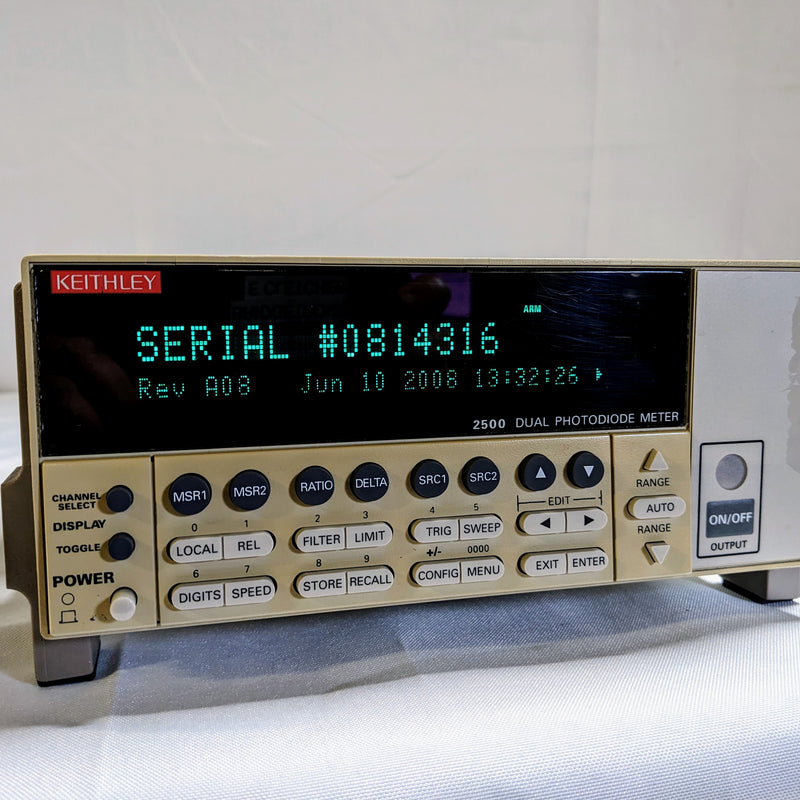 KEITHLEY
ARM
SERIAL #0814316
Rev A08 Jun 10 2008 13:32:26
2500 DUAL PHOTODIODE METER
CHANNEL
SELECT
DISPLAY
TOGGLE
POWER
MSR1 MSR2 RATIO DELTA SRC1 SRC2
EDIT
0 1 2 3 4 5
LOCAL REL FILTER LIMIT TRIG SWEEP
6 7 8 9 +/- 0000
DIGITS SPEED STORE RECALL CONFIG MENU EXIT ENTER
RANGE
AUTO
RANGE
ON/OFF
OUTPUT